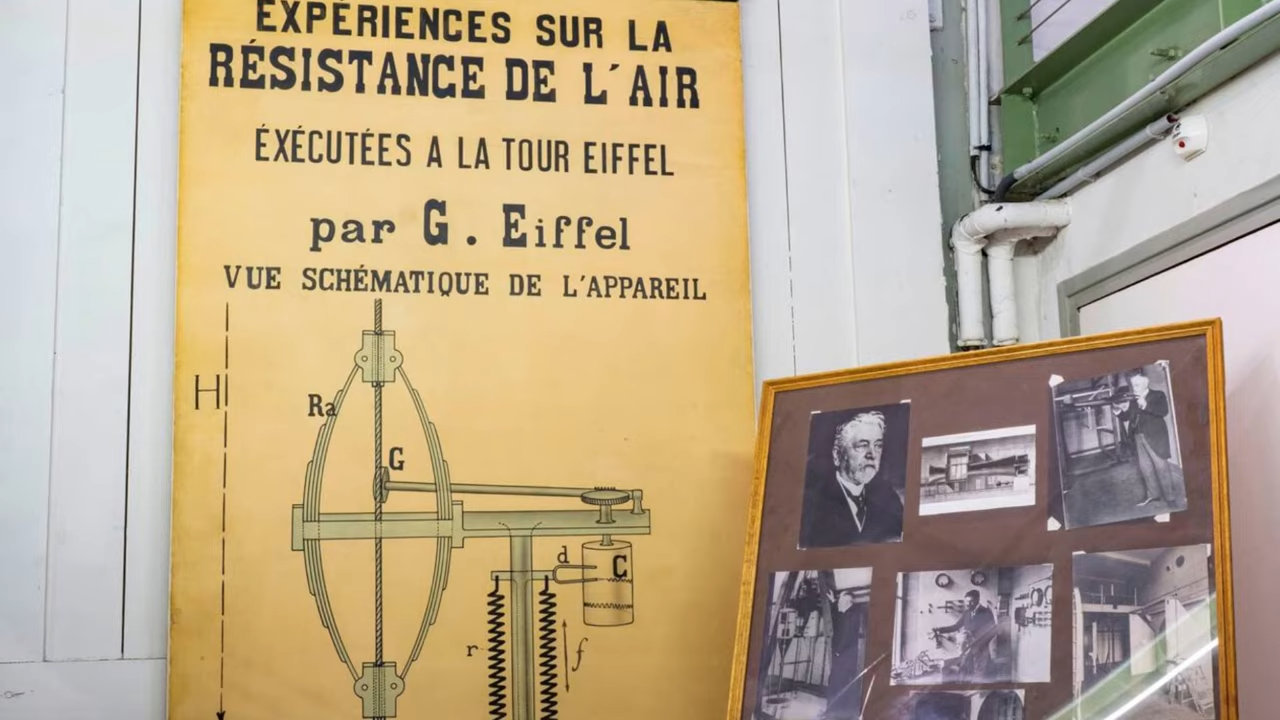 EXPÉRIENCES SUR LA
RÉSISTANCE DE L'AIR
ÉXÉCUTÉES A LA TOUR EIFFEL
par G. Eiffel
VUE SCHÉMATIQUE DE L'APPAREIL
H
Ra
G
d
C
r
f